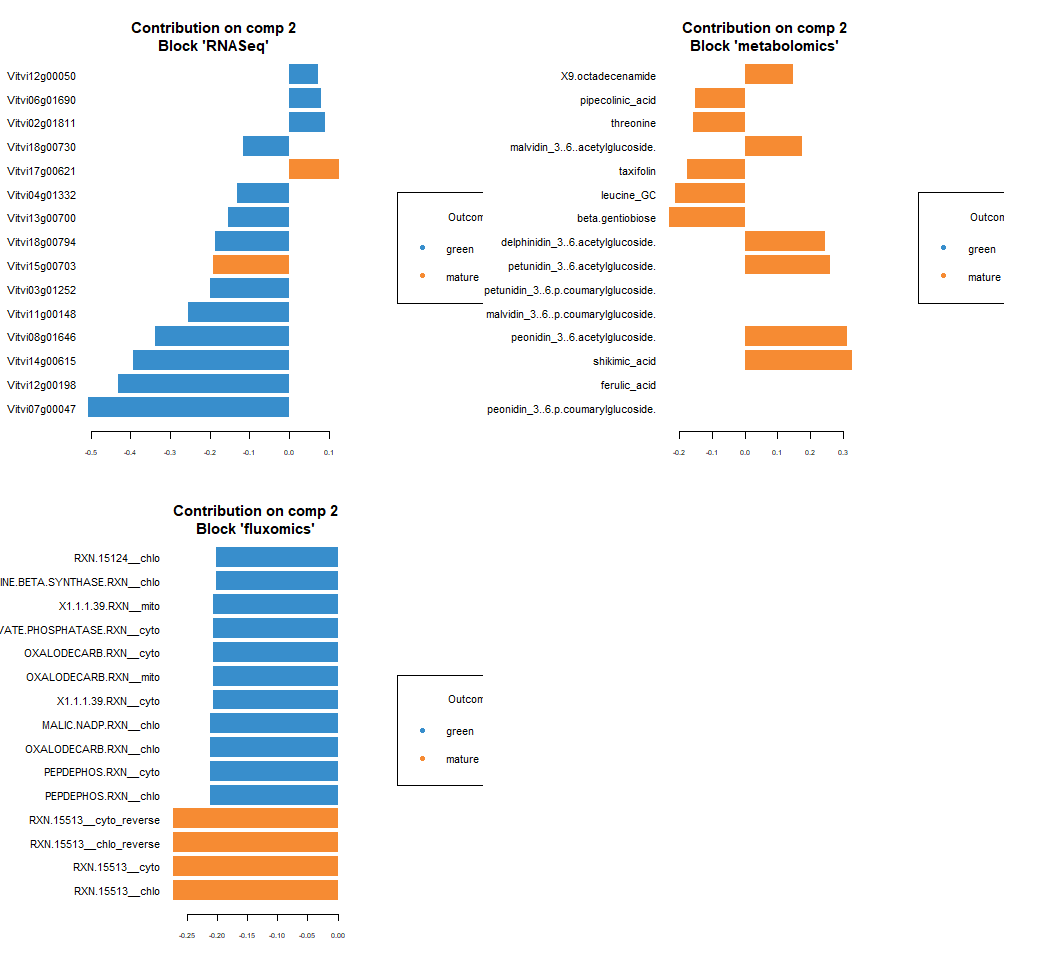 Contribution on comp 2
Block 'RNASeq'
Vitvi12g00050
Vitvi06g01690
Vitvi02g01811
Vitvi18g00730
Vitvi17g00621
Vitvi04g01332
Vitvi13g00700
Vitvi18g00794
Vitvi15g00703
Vitvi03g01252
Vitvi11g00148
Vitvi08g01646
Vitvi14g00615
Vitvi12g00198
Vitvi07g00047
-0.5 -0.4 -0.3 -0.2 -0.1 0.0 0.1
Outcom
green
mature
Contribution on comp 2
Block 'metabolomics'
X9.octadecenamide
pipecolinic_acid
threonine
malvidin_3..6..acetylglucoside.
taxifolin
leucine_GC
beta.gentiobiose
delphinidin_3..6.acetylglucoside.
petunidin_3..6.acetylglucoside.
petunidin_3..6.p.coumarylglucoside.
malvidin_3..6..p.coumarylglucoside.
peonidin_3..6.acetylglucoside.
shikimic_acid
ferulic_acid
peonidin_3..6.p.coumarylglucoside.
-0.2 -0.1 0.0 0.1 0.2 0.3
Outcom
green
mature
Contribution on comp 2
Block 'fluxomics'
RXN.15124__chlo
INE.BETA.SYNTHASE.RXN__chlo
X1.1.1.39.RXN__mito
VATE.PHOSPHATASE.RXN__cyto
OXALODECARB.RXN__cyto
OXALODECARB.RXN__mito
X1.1.1.39.RXN__cyto
MALIC.NADP.RXN__chlo
OXALODECARB.RXN__chlo
PEPDEPHOS.RXN__cyto
PEPDEPHOS.RXN__chlo
RXN.15513__cyto_reverse
RXN.15513__chlo_reverse
RXN.15513__cyto
RXN.15513__chlo
-0.25 -0.20 -0.15 -0.10 -0.05 0.00
Outcom
green
mature